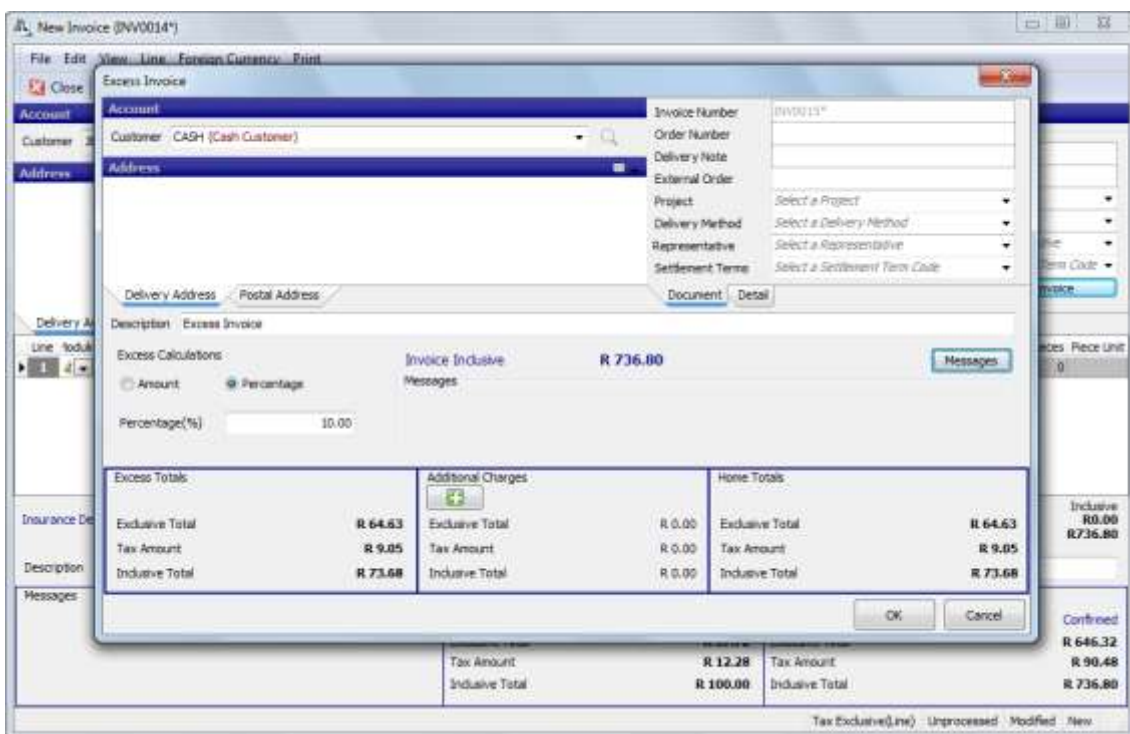 New Invoice (INV0014*)
File Edit View Line Foreign Currency Print
Close
Excess Invoice
Account
Customer
Address
Account
Customer CASH (Cash Customer)
Address
Invoice Number INV0015*
Order Number
Delivery Note
External Order
Project Select a Project
Delivery Method Select a Delivery Method
Representative Select a Representative
Settlement Terms Select a Settlement Term Code
Term Code
Delivery Address Postal Address
Document Detail
Delivery
Description Excess Invoice
Line
Piece Unit
1
0
Excess Calculations
Amount Percentage
Percentage(%) 10.00
Invoice Inclusive R 736.80
Messages
Messages
Excess Totals
Exclusive Total R 64.63
Tax Amount R 9.05
Inclusive Total R 73.68
Additional Charges
Exclusive Total R 0.00
Tax Amount R 0.00
Inclusive Total R 0.00
Home Totals
Exclusive Total R 64.63
Tax Amount R 9.05
Inclusive Total R 73.68
OK Cancel
Insurance
Inclusive
R0.00
R736.80
Description
Messages
Confirmed
R 646.32
Tax Amount R 12.28 Tax Amount R 90.48
Inclusive Total R 100.00 Inclusive Total R 736.80
Tax Exclusive(Line) Unprocessed Modified New